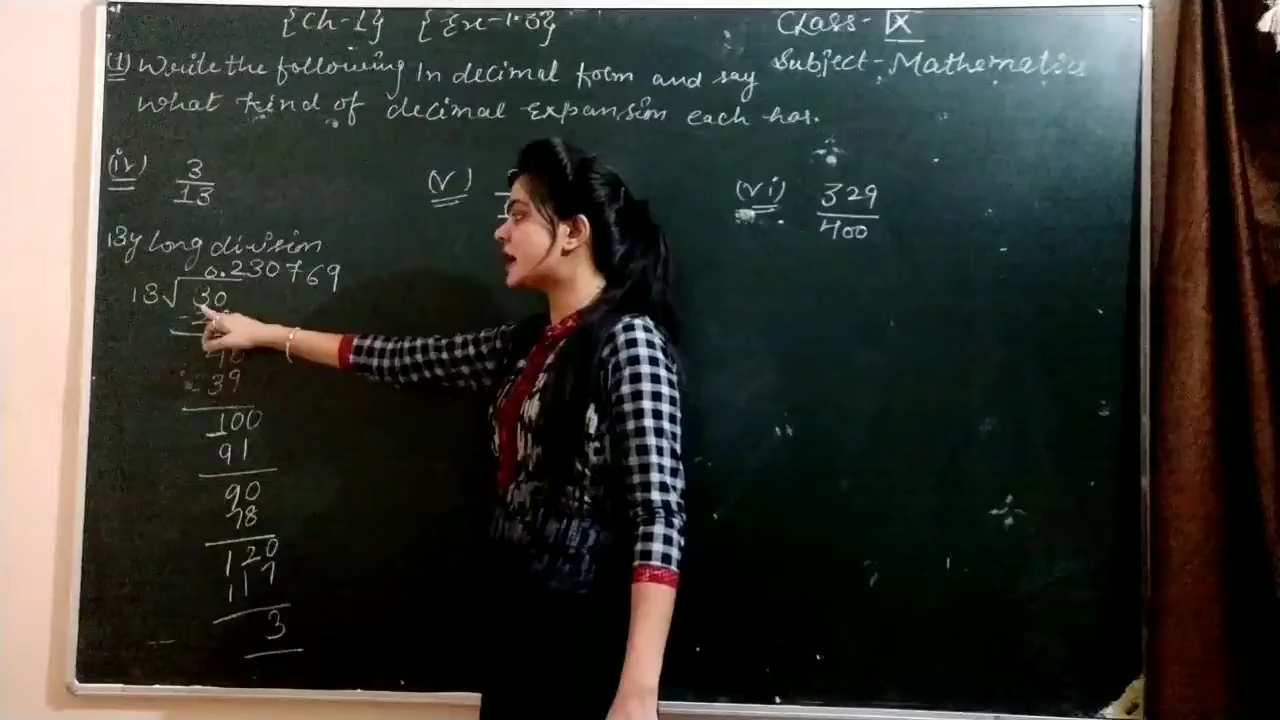 {Ch-1} {Ex-1.3} Class- IX
(1) Write the following In decimal form and say Subject- Mathematics
what kind of decimal expansion each has.
(iv) 3/13
(v)
(vi) 329/400
By long division
0.230769
13√30
40
- 39
100
91
90
78
120
117
3